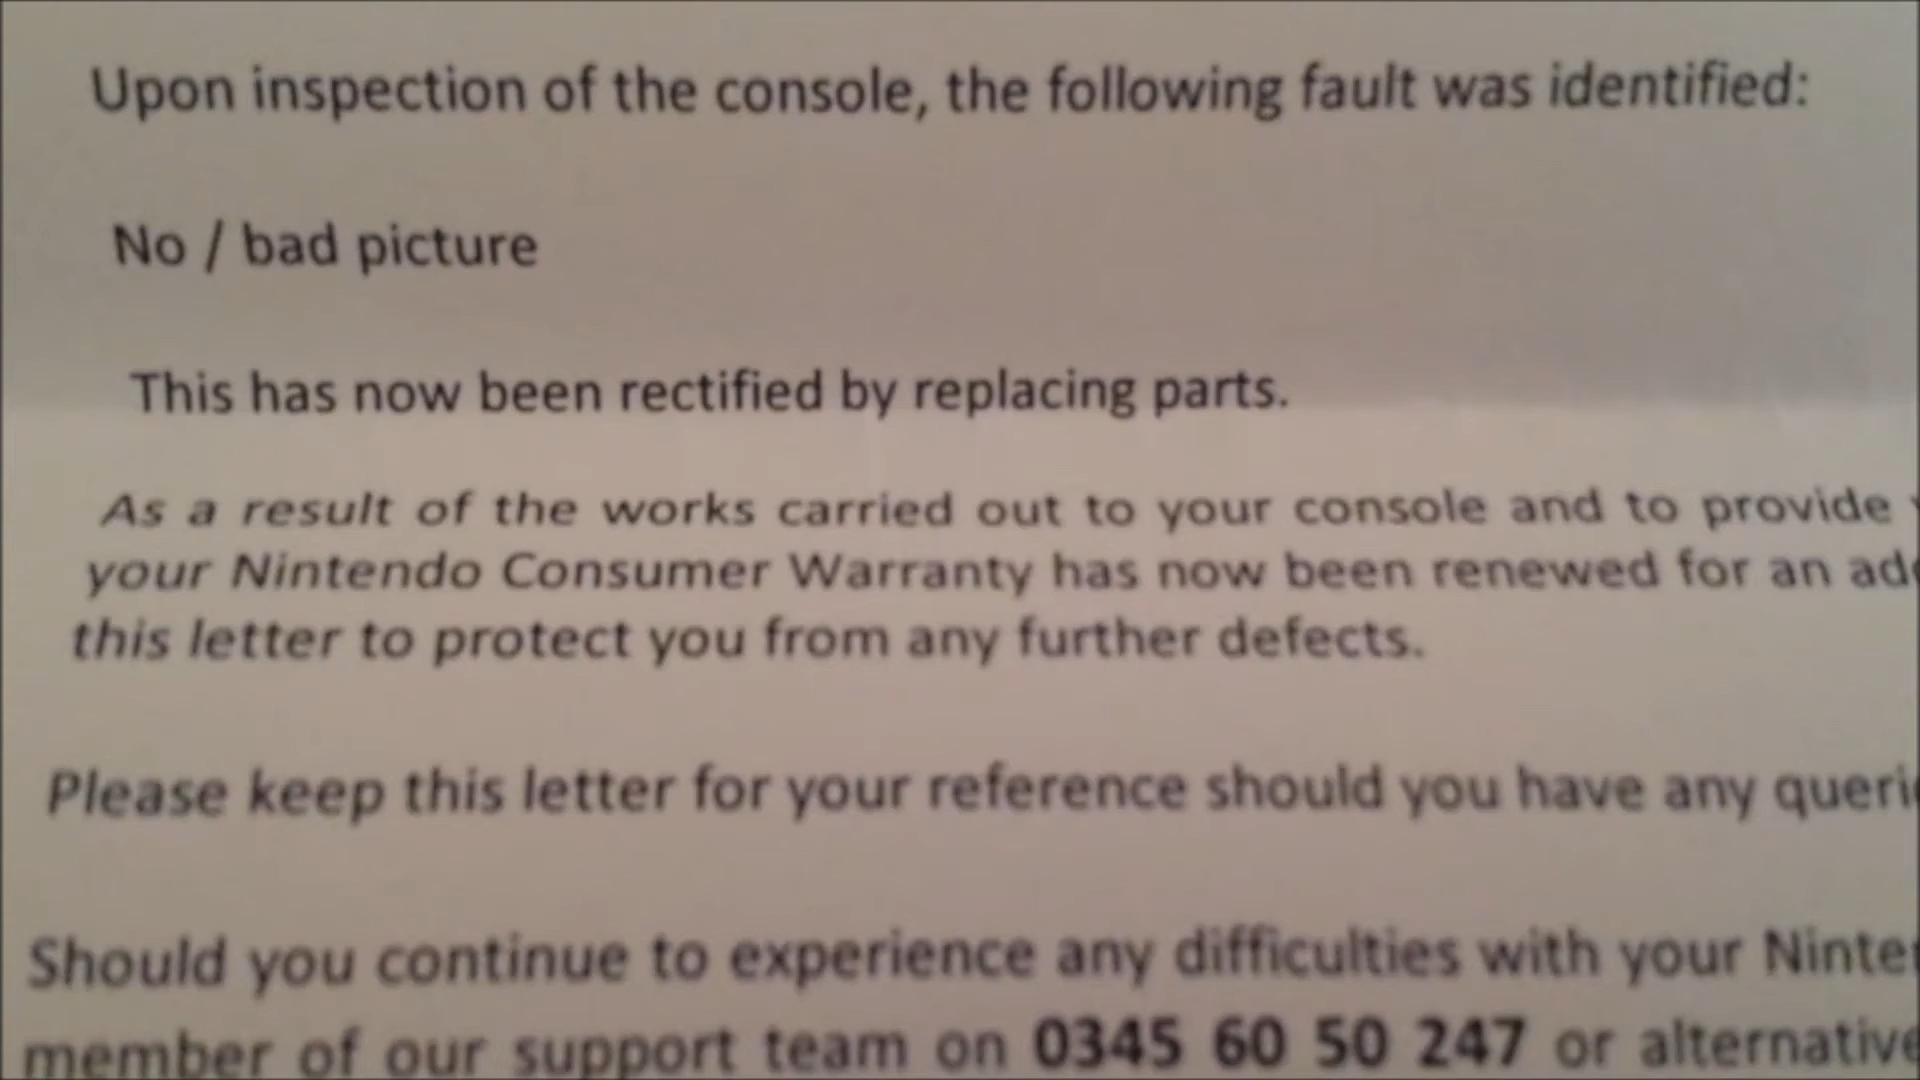 Upon inspection of the console, the following fault was identified:
No / bad picture
This has now been rectified by replacing parts.
As a result of the works carried out to your console and to provide
your Nintendo Consumer Warranty has now been renewed for an
this letter to protect you from any further defects.
Please keep this letter for your reference should you have any
Should you continue to experience any difficulties with your
member of our support team on 0345 60 50 247 or